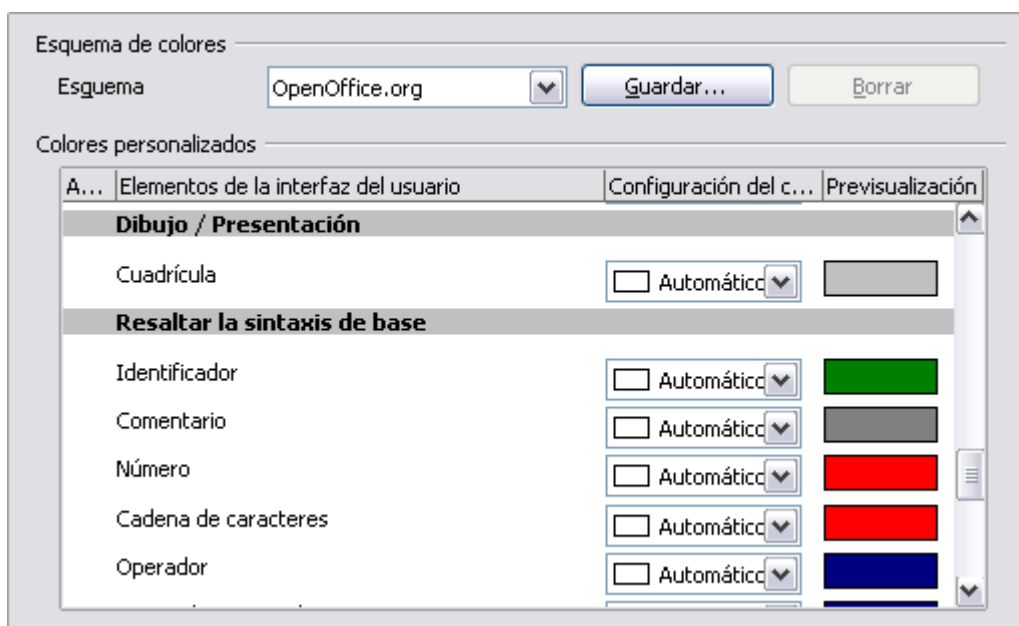 Esquema de colores
Esquema OpenOffice.org Guardar... Borrar
Colores personalizados
A... Elementos de la interfaz del usuario Configuración del c... Previsualización
Dibujo / Presentación
Cuadrícula Automático
Resaltar la sintaxis de base
Identificador Automático
Comentario Automático
Número Automático
Cadena de caracteres Automático
Operador Automático